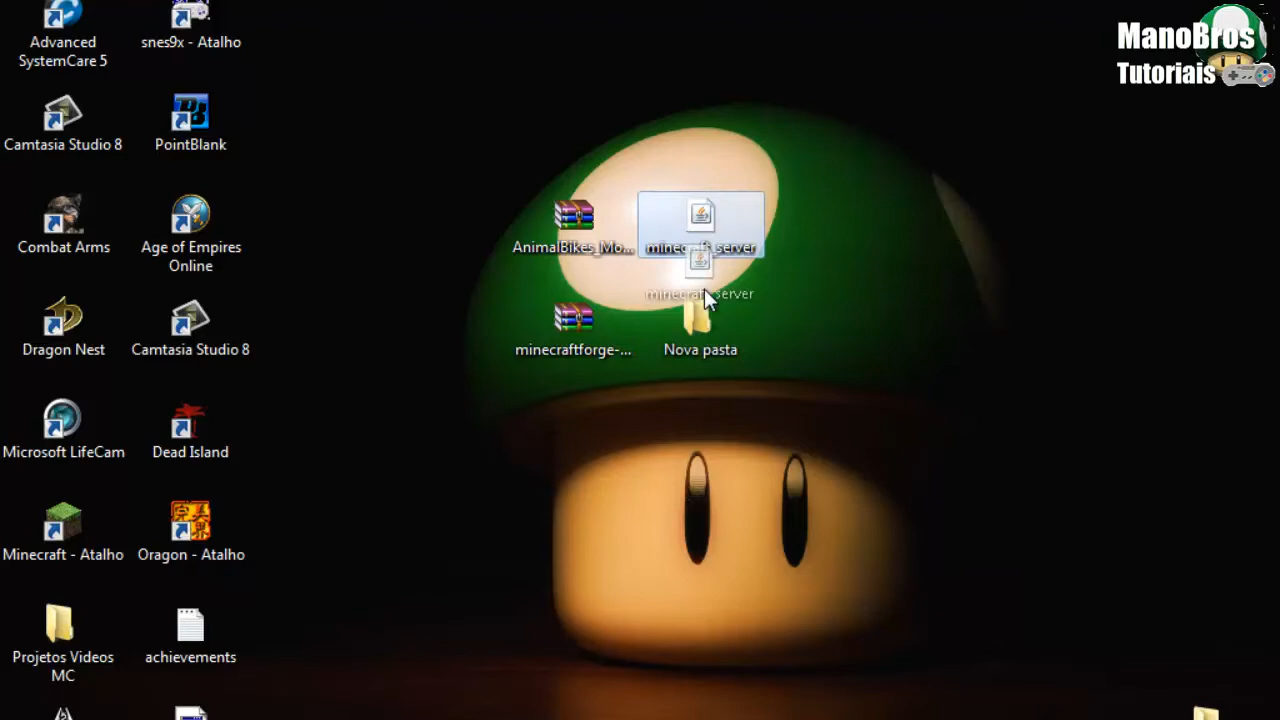 ManoBros
Tutoriais
Advanced
SystemCare 5
snes9x - Atalho
Camtasia Studio 8
PointBlank
Combat Arms
Age of Empires
Online
Dragon Nest
Camtasia Studio 8
Microsoft LifeCam
Dead Island
Minecraft - Atalho
Oragon - Atalho
Projetos Videos
MC
achievements
AnimalBikes_Mo...
minecraft_server
minecraft_server
minecraftforge-...
Nova pasta